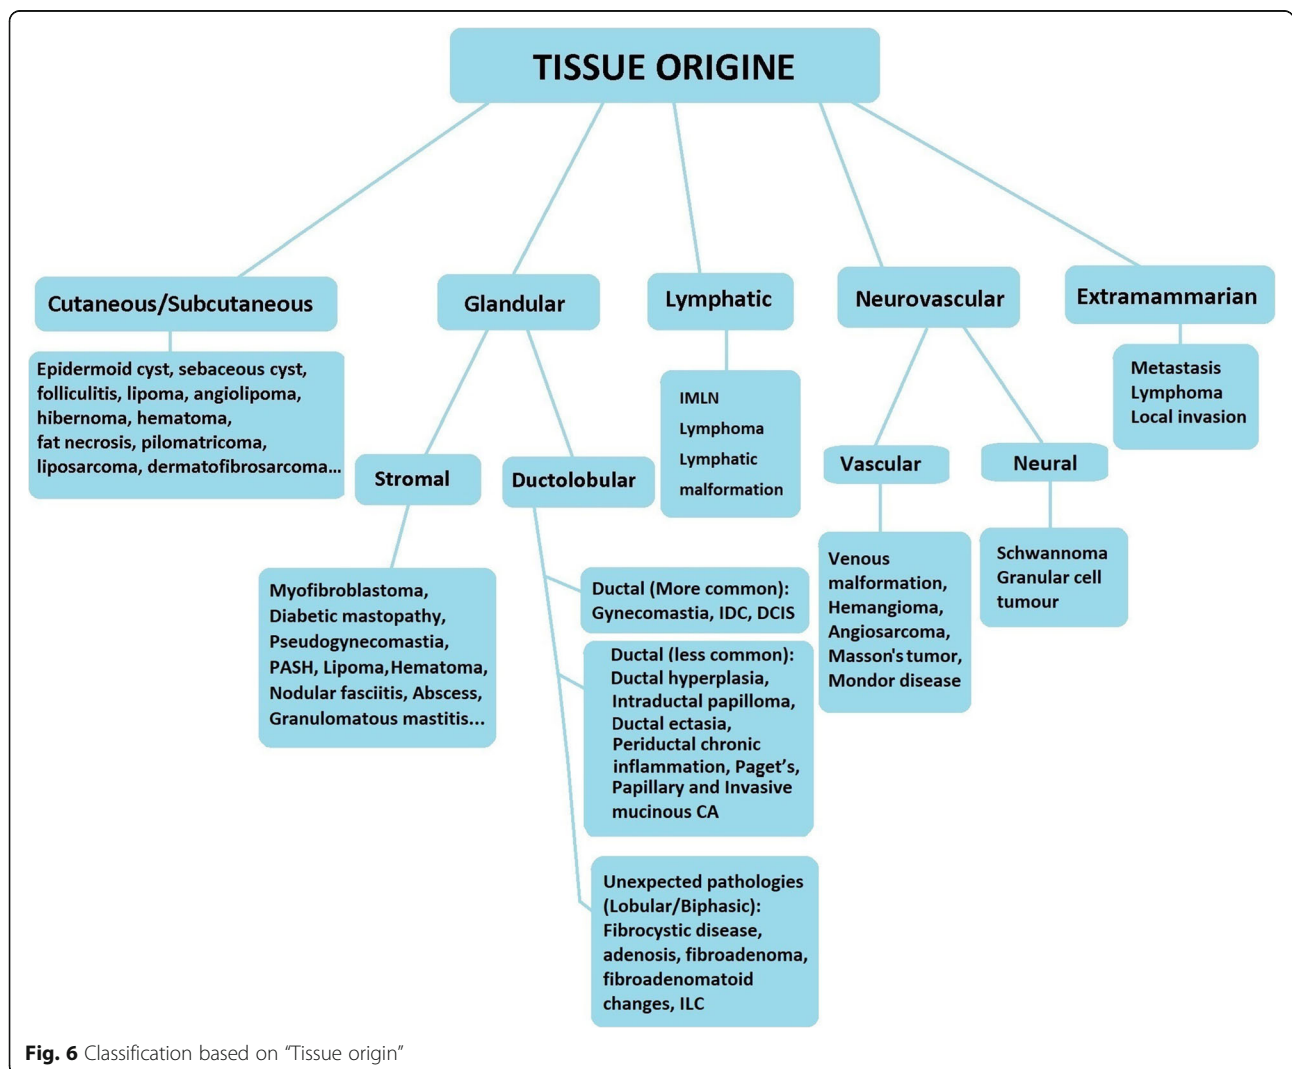 TISSUE ORIGINE
Cutaneous/Subcutaneous
Epidermoid cyst, sebaceous cyst,
folliculitis, lipoma, angiolipoma,
hibernoma, hematoma,
fat necrosis, pilomatricoma,
liposarcoma, dermatofibrosarcoma...
Glandular
Stromal
Myofibroblastoma,
Diabetic mastopathy,
Pseudogynecomastia,
PASH, Lipoma, Hematoma,
Nodular fasciitis, Abscess,
Granulomatous mastitis...
Ductolobular
Ductal (More common):
Gynecomastia, IDC, DCIS
Ductal (less common):
Ductal hyperplasia,
Intraductal papilloma,
Ductal ectasia,
Periductal chronic
inflammation, Paget's,
Papillary and Invasive
mucinous CA
Unexpected pathologies
(Lobular/Biphasic):
Fibrocystic disease,
adenosis, fibroadenoma,
fibroadenomatoid
changes, ILC
Lymphatic
IMLN
Lymphoma
Lymphatic
malformation
Neurovascular
Vascular
Venous
malformation,
Hemangioma,
Angiosarcoma,
Masson's tumor,
Mondor disease
Neural
Schwannoma
Granular cell
tumour
Extramammarian
Metastasis
Lymphoma
Local invasion
Fig. 6 Classification based on “Tissue origin”